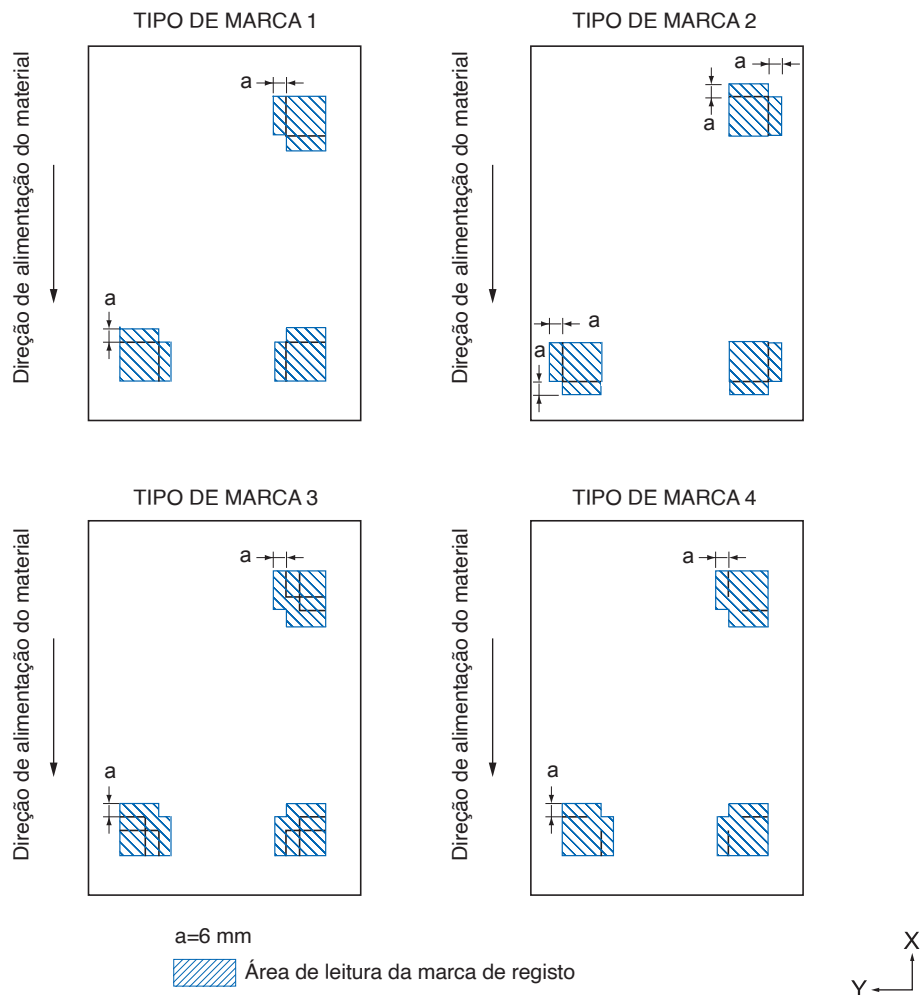 TIPO DE MARCA 1
Direção de alimentação do material
a
a
TIPO DE MARCA 2
Direção de alimentação do material
a
a
a
a
TIPO DE MARCA 3
Direção de alimentação do material
a
a
TIPO DE MARCA 4
Direção de alimentação do material
a
a
a=6 mm
Área de leitura da marca de registo
X
Y